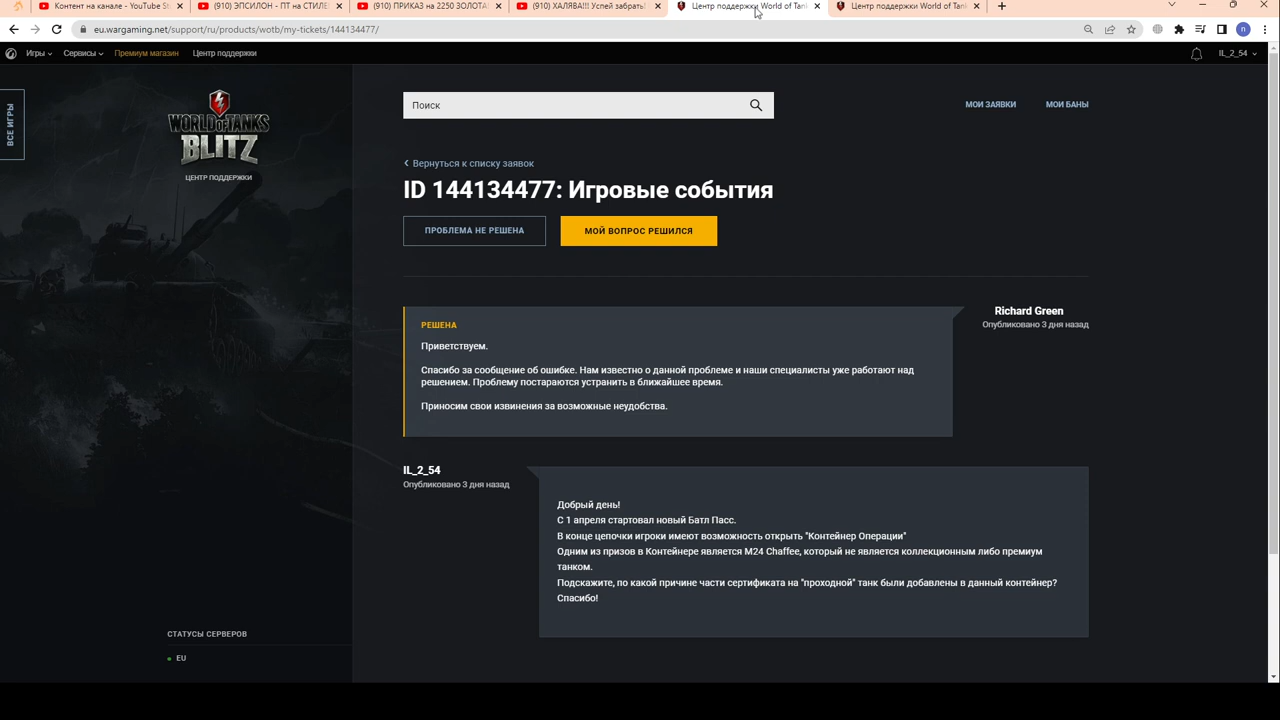 Контент на канале - YouTube St
(910) ЭПСИЛОН - ПТ на СТИЛЕ
(910) ПРИКАЗ на 2250 ЗОЛОТА!
(910) ХАЛЯВА!!! Успей забрать!
Центр поддержки World of Tan
Центр поддержки World of Tan
eu.wargaming.net/support/ru/products/wotb/my-tickets/144134477/
n
Игры
Сервисы
Премиум магазин
Центр поддержки
IL_2_54
ВСЕ ИГРЫ
WORLD OF TANKS
BLITZ
ЦЕНТР ПОДДЕРЖКИ
Поиск
МОИ ЗАЯВКИ
МОИ БАНЫ
Вернуться к списку заявок
ID 144134477: Игровые события
ПРОБЛЕМА НЕ РЕШЕНА
МОЙ ВОПРОС РЕШИЛСЯ
Richard Green
Опубликовано 3 дня назад
РЕШЕНА
Приветствуем.
Спасибо за сообщение об ошибке. Нам известно о данной проблеме и наши специалисты уже работают над
решением. Проблему постараются устранить в ближайшее время.
Приносим свои извинения за возможные неудобства.
IL_2_54
Опубликовано 3 дня назад
Добрый день!
С 1 апреля стартовал новый Батл Пасс.
В конце цепочки игроки имеют возможность открыть "Контейнер Операции"
Одним из призов в Контейнере является M24 Chaffee, который не является коллекционным либо премиум
танком.
Подскажите, по какой причине части сертификата на "проходной" танк были добавлены в данный контейнер?
Спасибо!
СТАТУСЫ СЕРВЕРОВ
EU